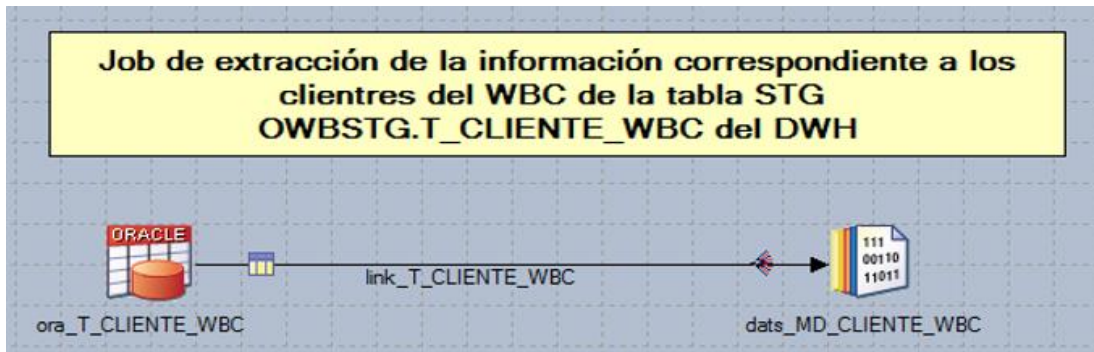 Job de extracción de la información correspondiente a los
clientres del WBC de la tabla STG
OWBSTG.T_CLIENTE_WBC del DWH
ORACLE
111
00110
11011
link_T_CLIENTE_WBC
ora_T_CLIENTE_WBC
dats_MD_CLIENTE_WBC